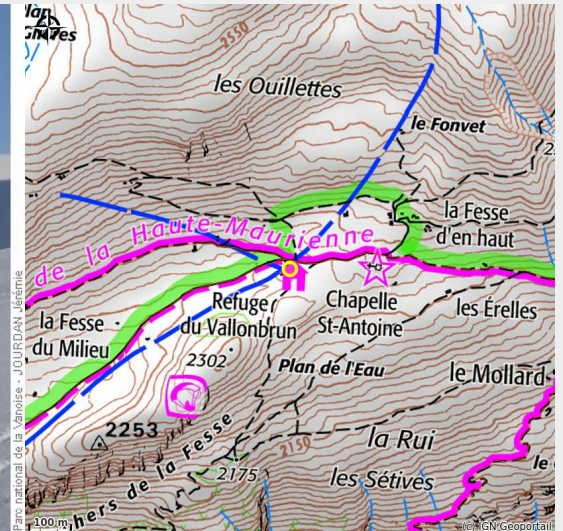 Plan
2550
les Ouillettes
le Fonvet
la Fesse
d'en haut
de la Haute-Maurienne
Refuge
du Vallonbrun
Chapelle
St-Antoine
les Érelles
la Fesse
du Milieu
2302
Plan de l'Eau
le Mollard
2253
hers de la Fesse
2150
la Rui
2175
les Sétives
le
100 m
(c) IGN Geoportail
Parc national de la Vanoise - JOURDAN Jérémie